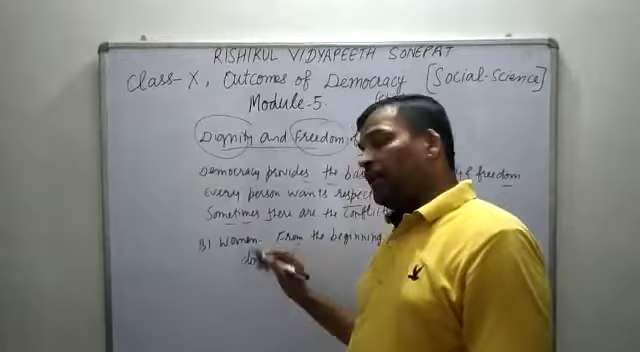 RISHIKUL VIDYAPEETH SONEPAT
Class-X, Outcomes of Democracy [Social-Science]
Module-5.
Dignity and Freedom
Democracy provides the & freedom
Every person wants
Sometimes there are the Conflict
B) Women- From the beginning